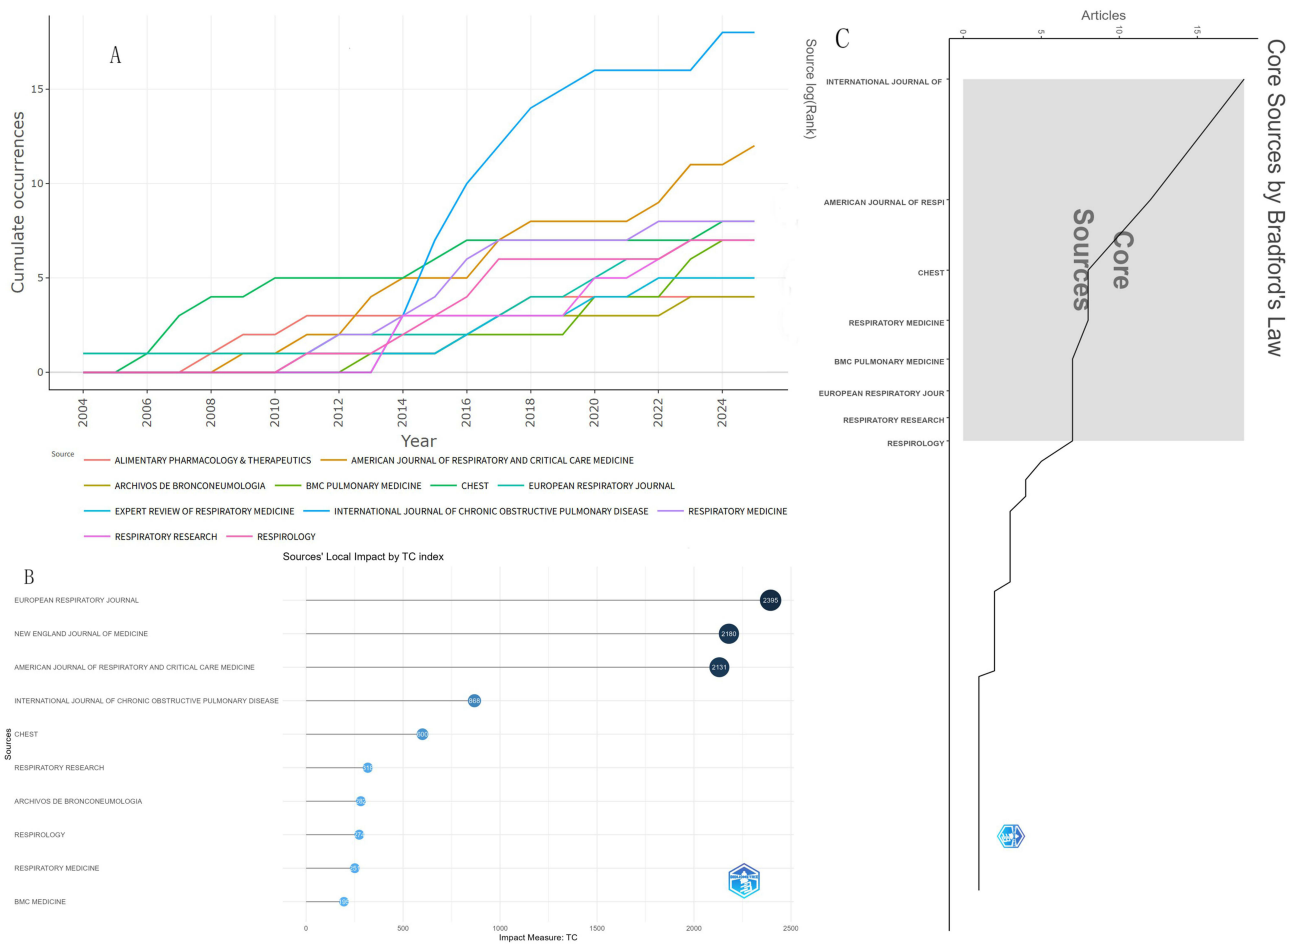 A
Cumulate occurrences
15
10
5
0
2004
2006
2008
2010
2012
2014
2016
2018
2020
2022
2024
Year
Source
ALIMENTARY PHARMACOLOGY & THERAPEUTICS
AMERICAN JOURNAL OF RESPIRATORY AND CRITICAL CARE MEDICINE
ARCHIVOS DE BRONCONEUMOLOGIA
BMC PULMONARY MEDICINE
CHEST
EUROPEAN RESPIRATORY JOURNAL
EXPERT REVIEW OF RESPIRATORY MEDICINE
INTERNATIONAL JOURNAL OF CHRONIC OBSTRUCTIVE PULMONARY DISEASE
RESPIRATORY MEDICINE
RESPIRATORY RESEARCH
RESPIROLOGY
B
Sources' Local Impact by TC index
Sources
EUROPEAN RESPIRATORY JOURNAL
2395
NEW ENGLAND JOURNAL OF MEDICINE
2180
AMERICAN JOURNAL OF RESPIRATORY AND CRITICAL CARE MEDICINE
2131
INTERNATIONAL JOURNAL OF CHRONIC OBSTRUCTIVE PULMONARY DISEASE
868
CHEST
600
RESPIRATORY RESEARCH
ARCHIVOS DE BRONCONEUMOLOGIA
RESPIROLOGY
RESPIRATORY MEDICINE
BMC MEDICINE
0
500
1000
1500
2000
2500
Impact Measure: TC
C
Core Sources by Bradford's Law
Articles
0
5
10
15
Source log(Rank)
INTERNATIONAL JOURNAL OF
AMERICAN JOURNAL OF RESPI
CHEST
RESPIRATORY MEDICINE
BMC PULMONARY MEDICINE
EUROPEAN RESPIRATORY JOUR
RESPIRATORY RESEARCH
RESPIROLOGY
Core
Sources